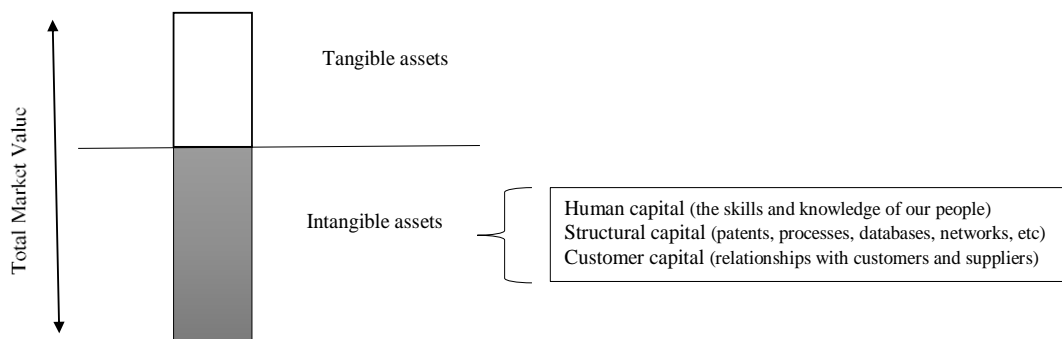 Total Market Value
Tangible assets
Intangible assets
Human capital (the skills and knowledge of our people)
Structural capital (patents, processes, databases, networks, etc)
Customer capital (relationships with customers and suppliers)